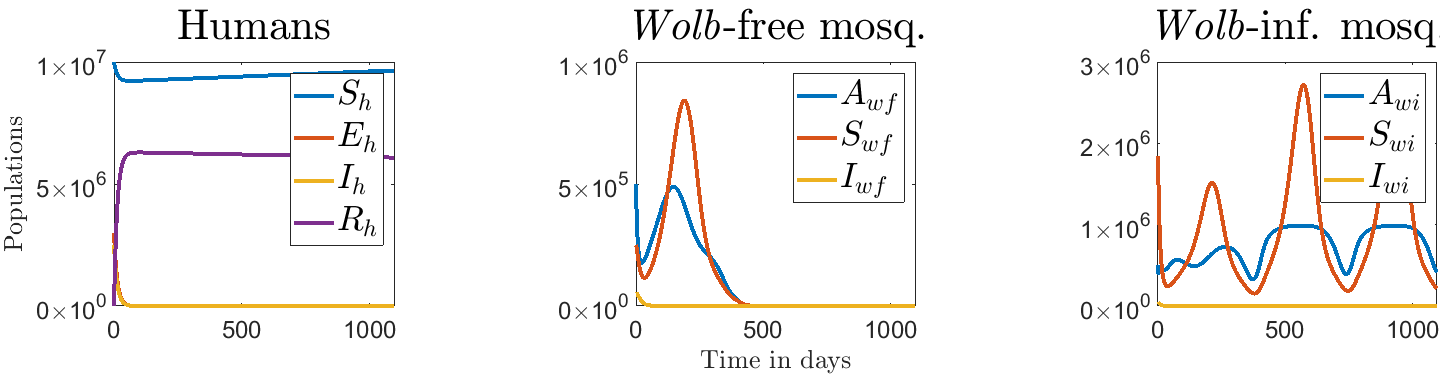 Humans
Populations
1×10^7
5×10^6
0×10^0
0 500 1000
S_h
E_h
I_h
R_h
Wolb-free mosq.
1×10^6
5×10^5
0×10^0
0 500 1000
A_wf
S_wf
I_wf
Time in days
Wolb-inf. mosq.
3×10^6
2×10^6
1×10^6
0×10^0
0 500 1000
A_wi
S_wi
I_wi